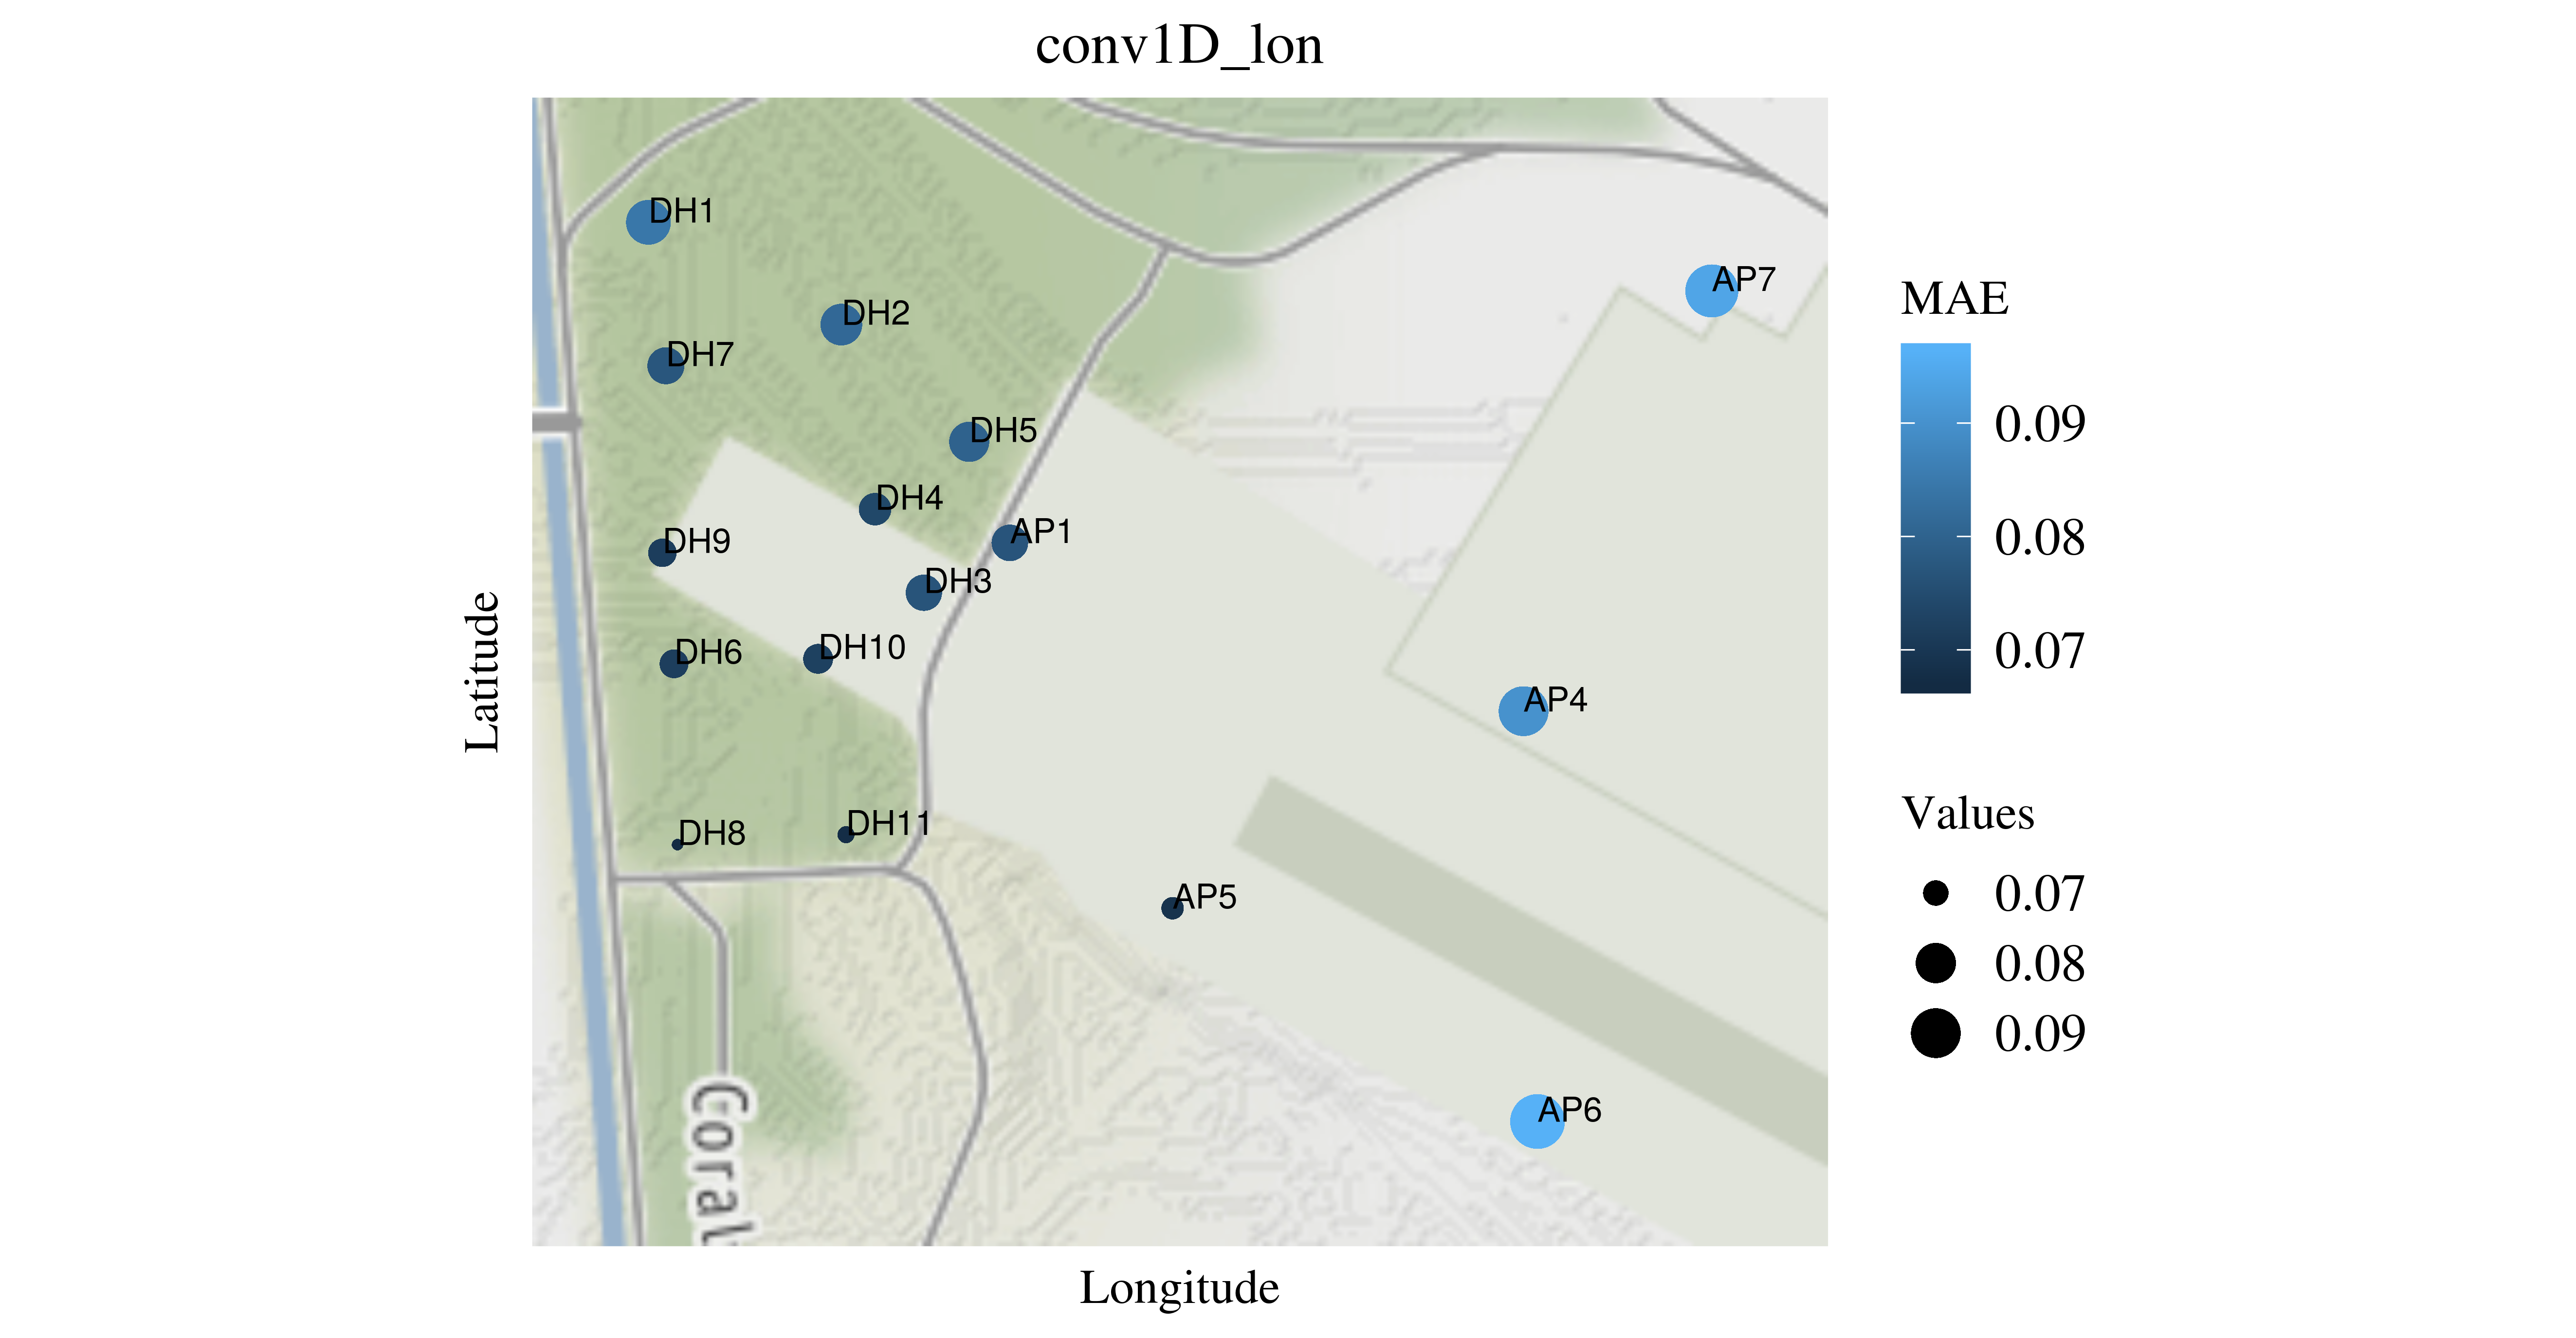 conv1D_lon
DH1
DH2
DH7
DH5
DH4
AP1
DH9
DH3
DH10
DH6
DH11
DH8
AP7
AP4
AP5
AP6
Coral
Latitude
Longitude
MAE
0.09
0.08
0.07
Values
0.07
0.08
0.09